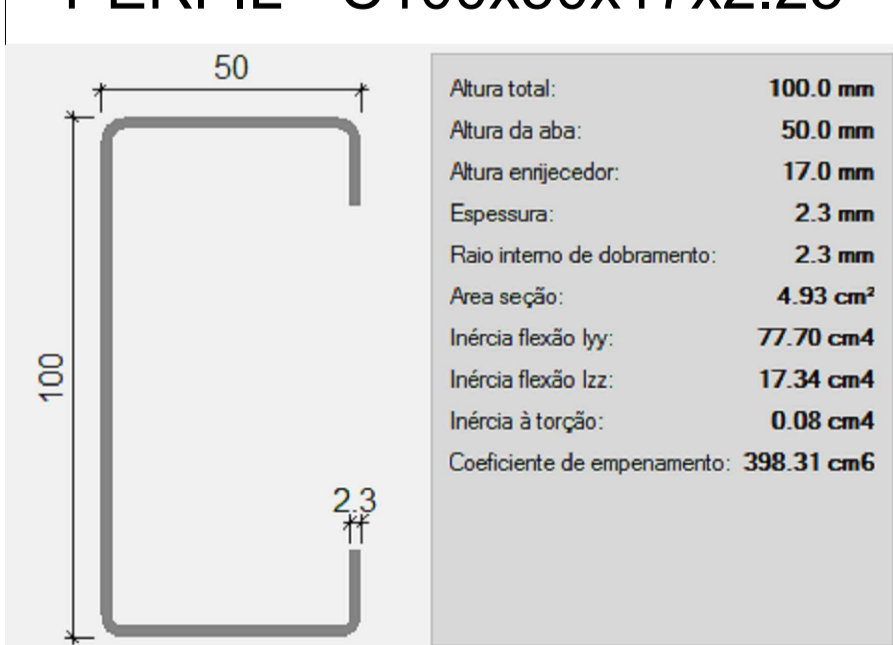 PERFIL - C100x50x17x2.25
50
100
2.3
Altura total: 100.0 mm
Altura da aba: 50.0 mm
Altura enrijecedor: 17.0 mm
Espessura: 2.3 mm
Raio interno de dobramento: 2.3 mm
Area seção: 4.93 cm²
Inércia flexão Iyy: 77.70 cm4
Inércia flexão Izz: 17.34 cm4
Inércia à torção: 0.08 cm4
Coeficiente de empenamento: 398.31 cm6